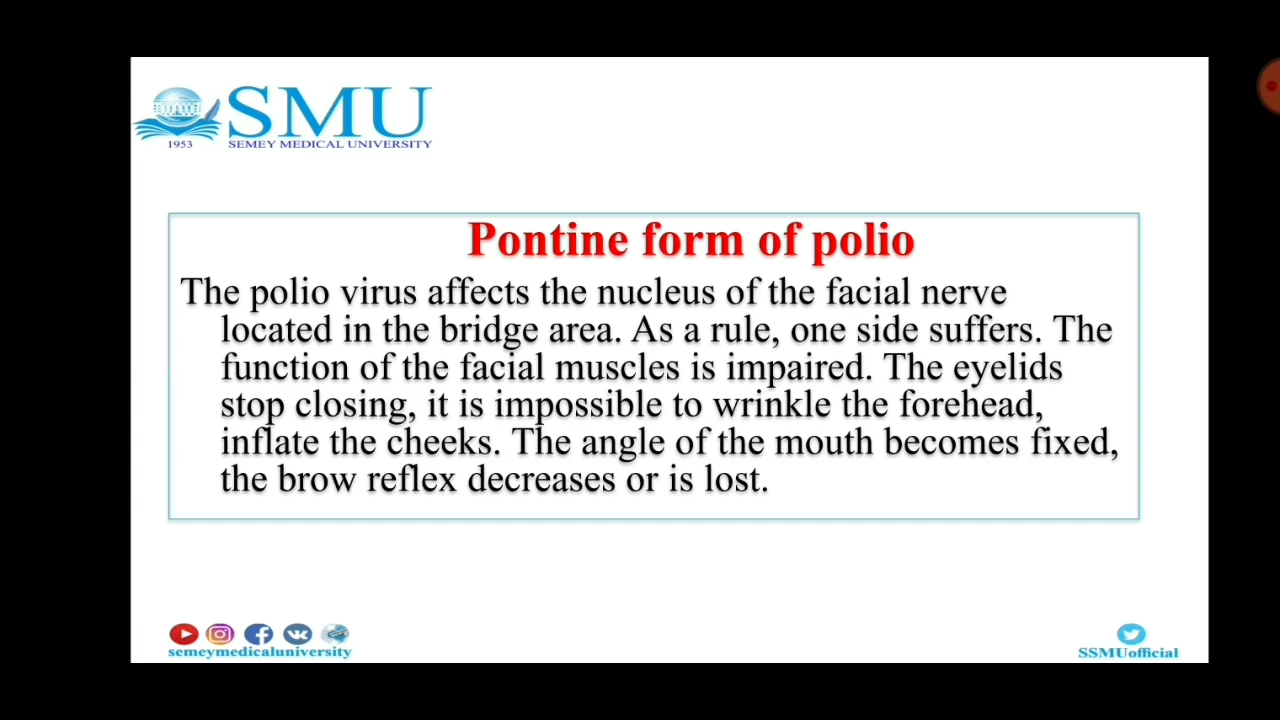 SMU
1953 SEMEY MEDICAL UNIVERSITY
Pontine form of polio
The polio virus affects the nucleus of the facial nerve
located in the bridge area. As a rule, one side suffers. The
function of the facial muscles is impaired. The eyelids
stop closing, it is impossible to wrinkle the forehead,
inflate the cheeks. The angle of the mouth becomes fixed,
the brow reflex decreases or is lost.
semeymedicaluniversity
SSMUofficial